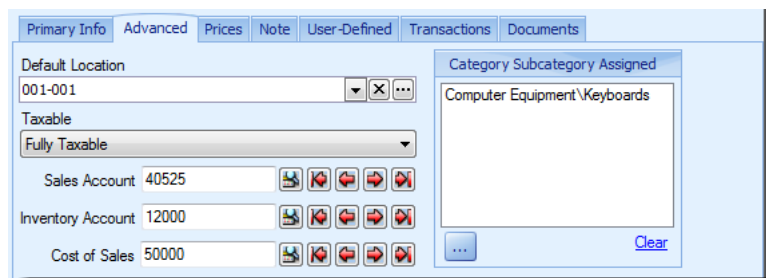 Primary Info Advanced Prices Note User-Defined Transactions Documents
Default Location
001-001
Taxable
Fully Taxable
Sales Account 40525
Inventory Account 12000
Cost of Sales 50000
Category Subcategory Assigned
Computer Equipment\Keyboards
... Clear